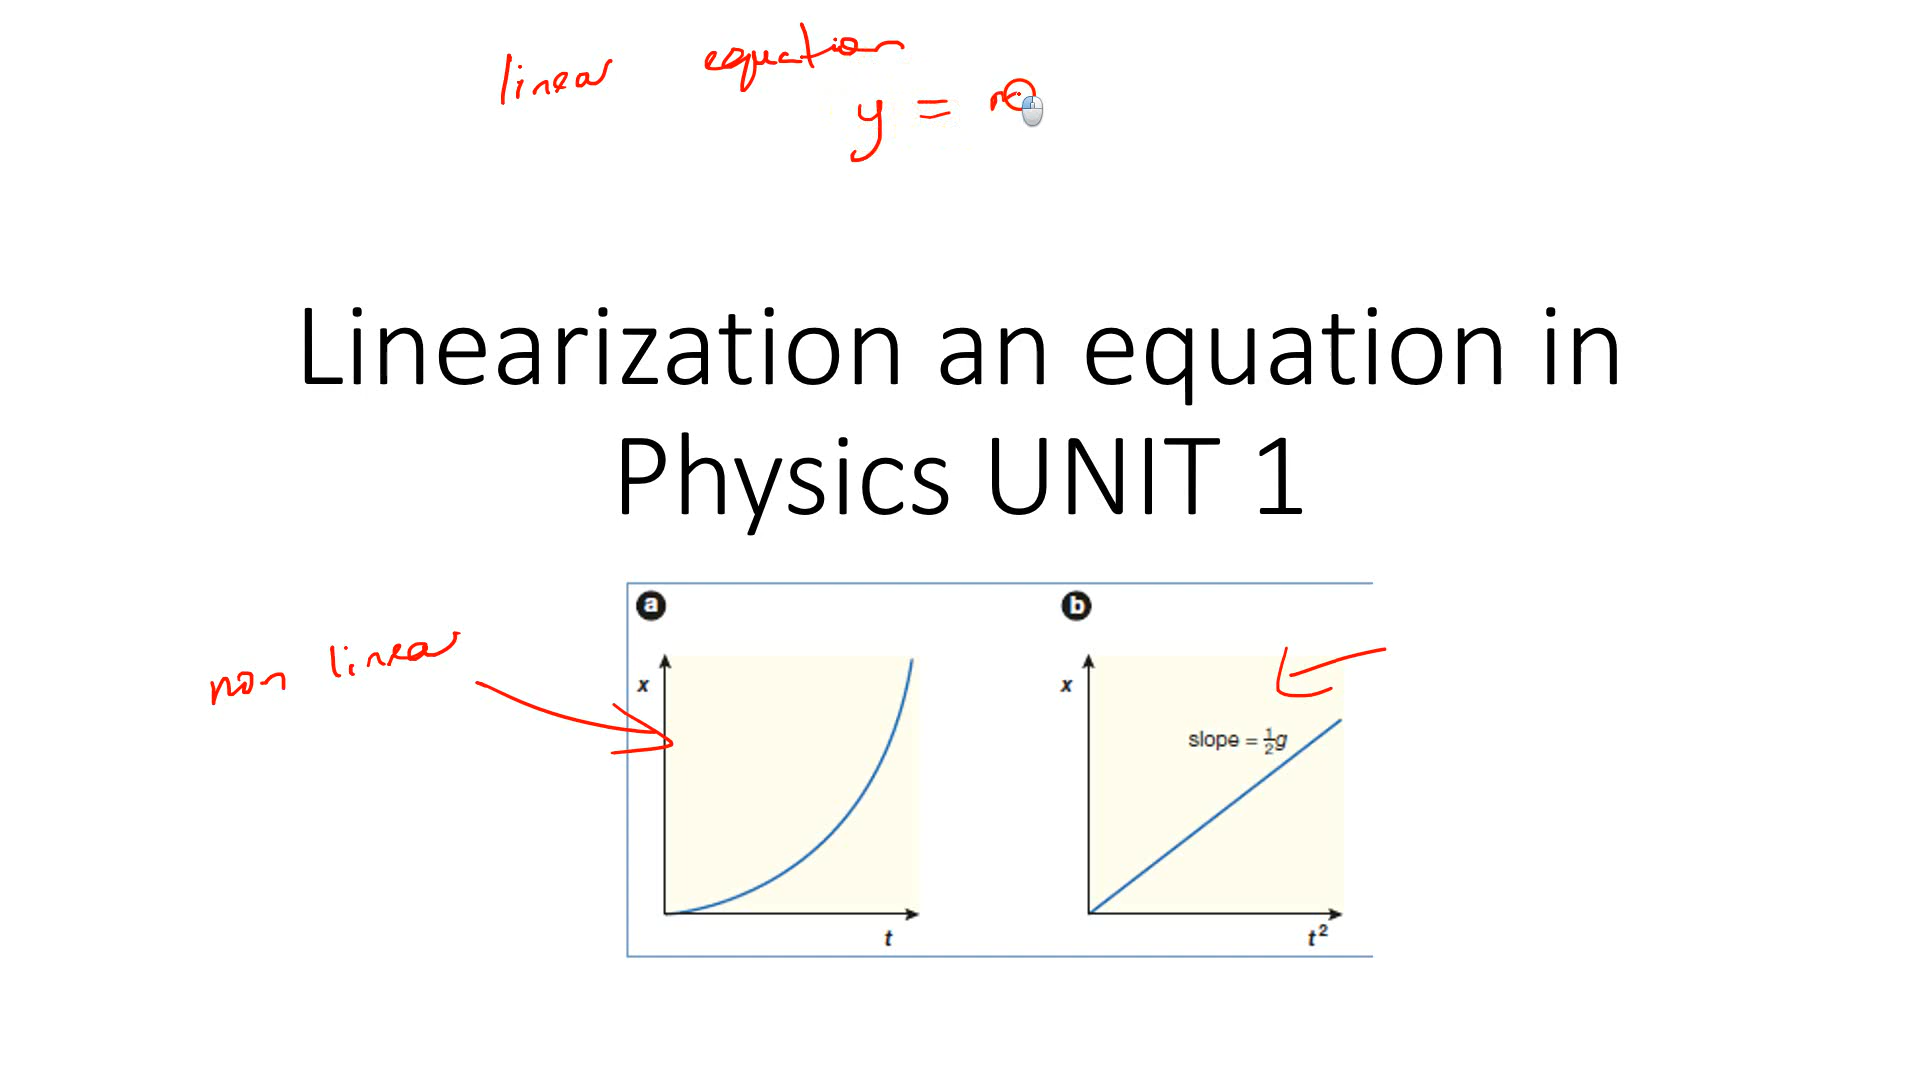 linear equation
y =
Linearization an equation in
Physics UNIT 1
non linear
a
b
x
x
slope = ½g
t
t²